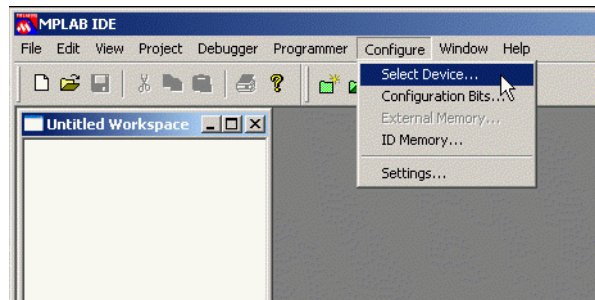 MPLAB IDE
File Edit View Project Debugger Programmer Configure Window Help
Select Device...
Configuration Bits...
External Memory...
ID Memory...
Settings...
Untitled Workspace